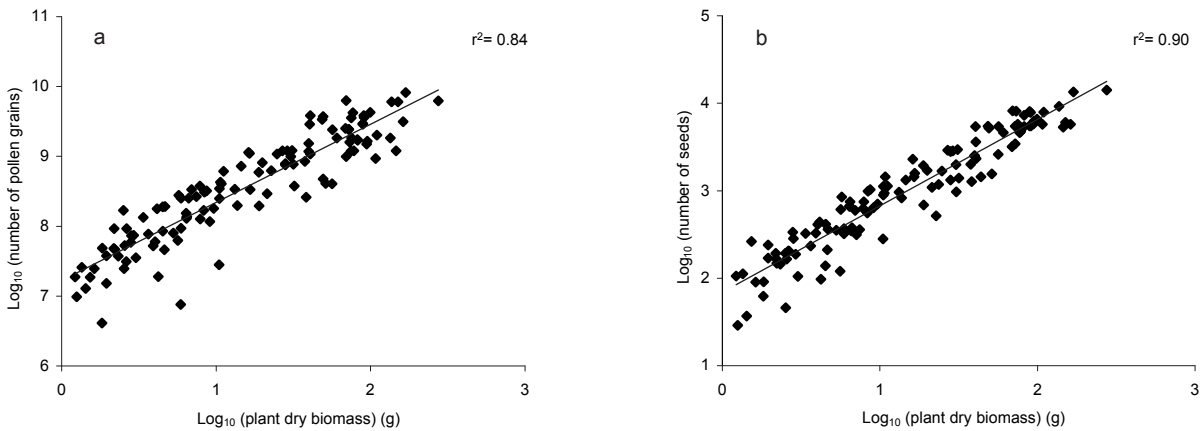 a
r²= 0.84
Log₁₀ (number of pollen grains)
11
10
9
8
7
6
0
1
2
3
Log₁₀ (plant dry biomass) (g)
b
r²= 0.90
Log₁₀ (number of seeds)
5
4
3
2
1
0
1
2
3
Log₁₀ (plant dry biomass) (g)